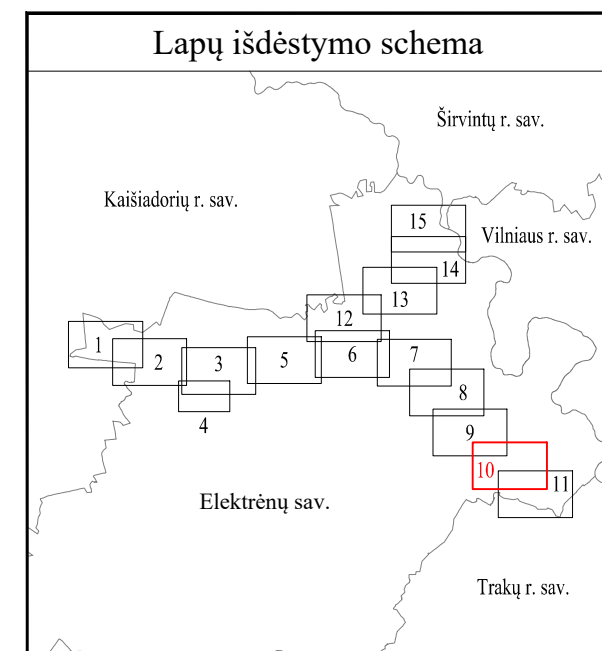 Lapų išdėstymo schema
Širvintų r. sav.
Kaišiadorių r. sav.
15
Vilniaus r. sav.
14
13
12
1
2
3
5
6
7
4
8
9
10
11
Elektrėnų sav.
Trakų r. sav.